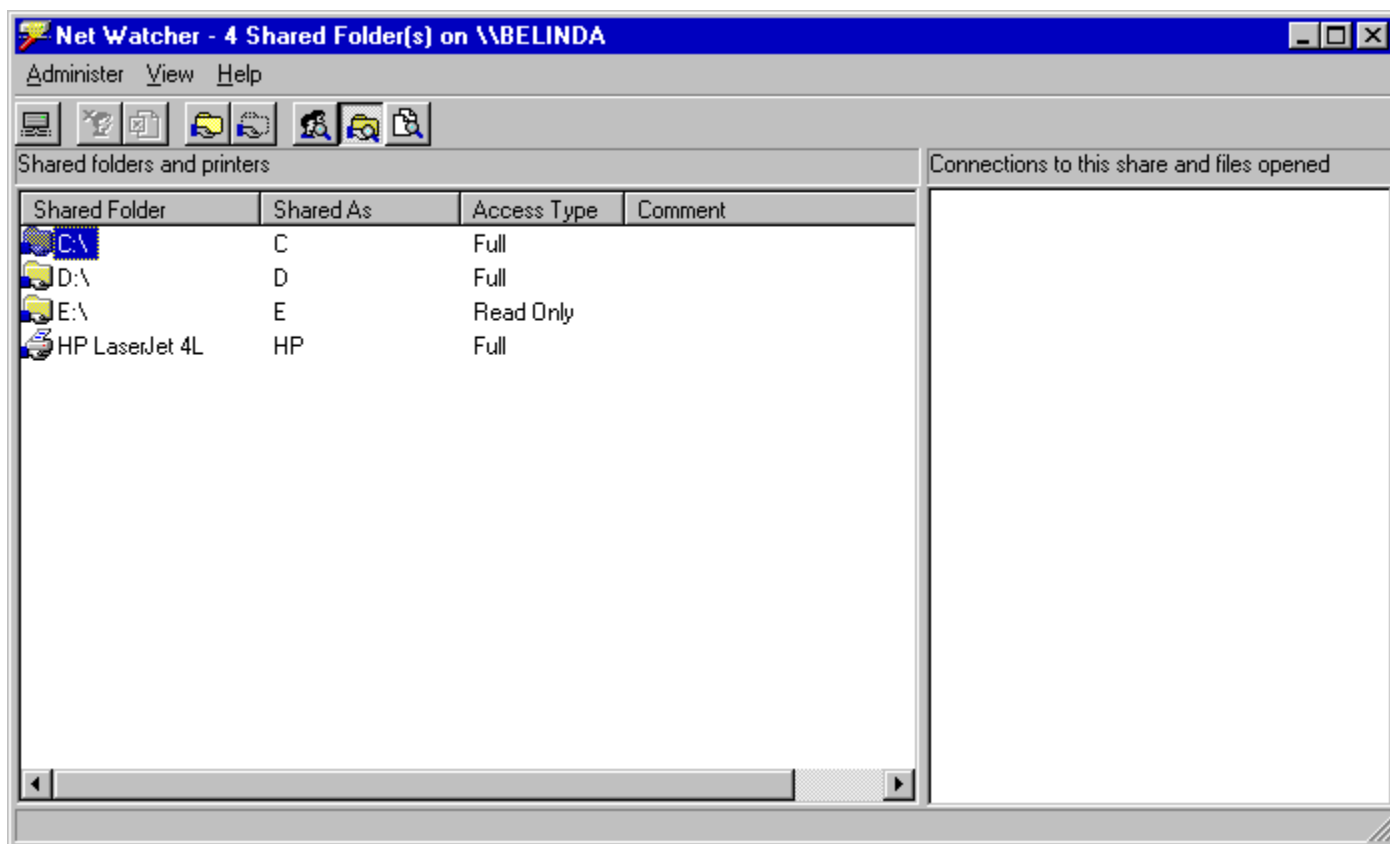 Net Watcher - 4 Shared Folder(s) on \\BELINDA
Administer View Help
Shared folders and printers
Connections to this share and files opened
Shared Folder Shared As Access Type Comment
C:\ C Full
D:\ D Full
E:\ E Read Only
HP LaserJet 4L HP Full